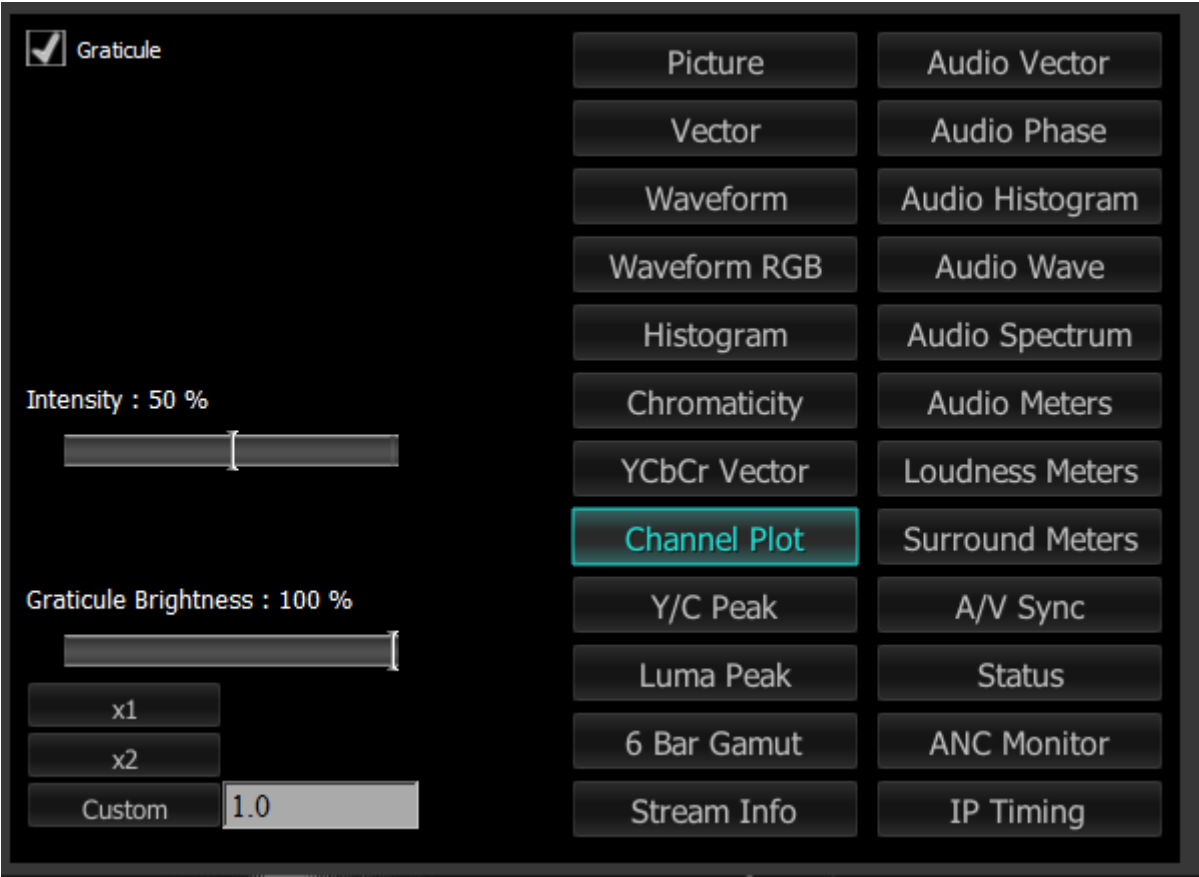 Graticule
Intensity : 50 %
Graticule Brightness : 100 %
x1
x2
Custom 1.0
Picture
Vector
Waveform
Waveform RGB
Histogram
Chromaticity
YCbCr Vector
Channel Plot
Y/C Peak
Luma Peak
6 Bar Gamut
Stream Info
Audio Vector
Audio Phase
Audio Histogram
Audio Wave
Audio Spectrum
Audio Meters
Loudness Meters
Surround Meters
A/V Sync
Status
ANC Monitor
IP Timing